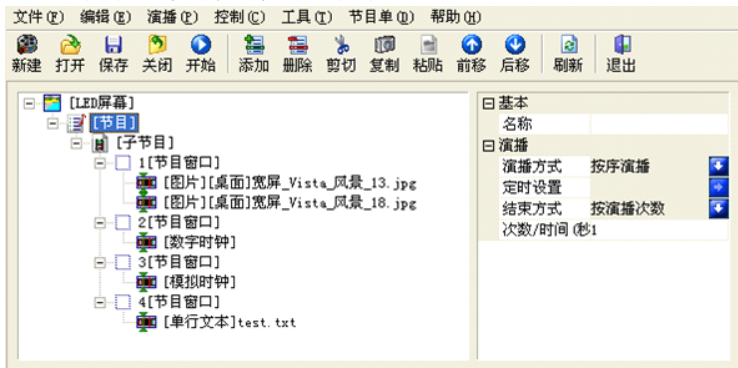 文件(F) 编辑(E) 演播(P) 控制(C) 工具(T) 节目单(D) 帮助(H)
新建 打开 保存 关闭 开始 添加 删除 剪切 复制 粘贴 前移 后移 刷新 退出
[LED屏幕]
[节目]
[子节目]
1[节目窗口]
[图片][桌面]宽屏_Vista_风景_13.jpg
[图片][桌面]宽屏_Vista_风景_18.jpg
2[节目窗口]
[数字时钟]
3[节目窗口]
[模拟时钟]
4[节目窗口]
[单行文本]test.txt
基本
名称
演播
演播方式 按序演播
定时设置
结束方式 按演播次数
次数/时间(秒1